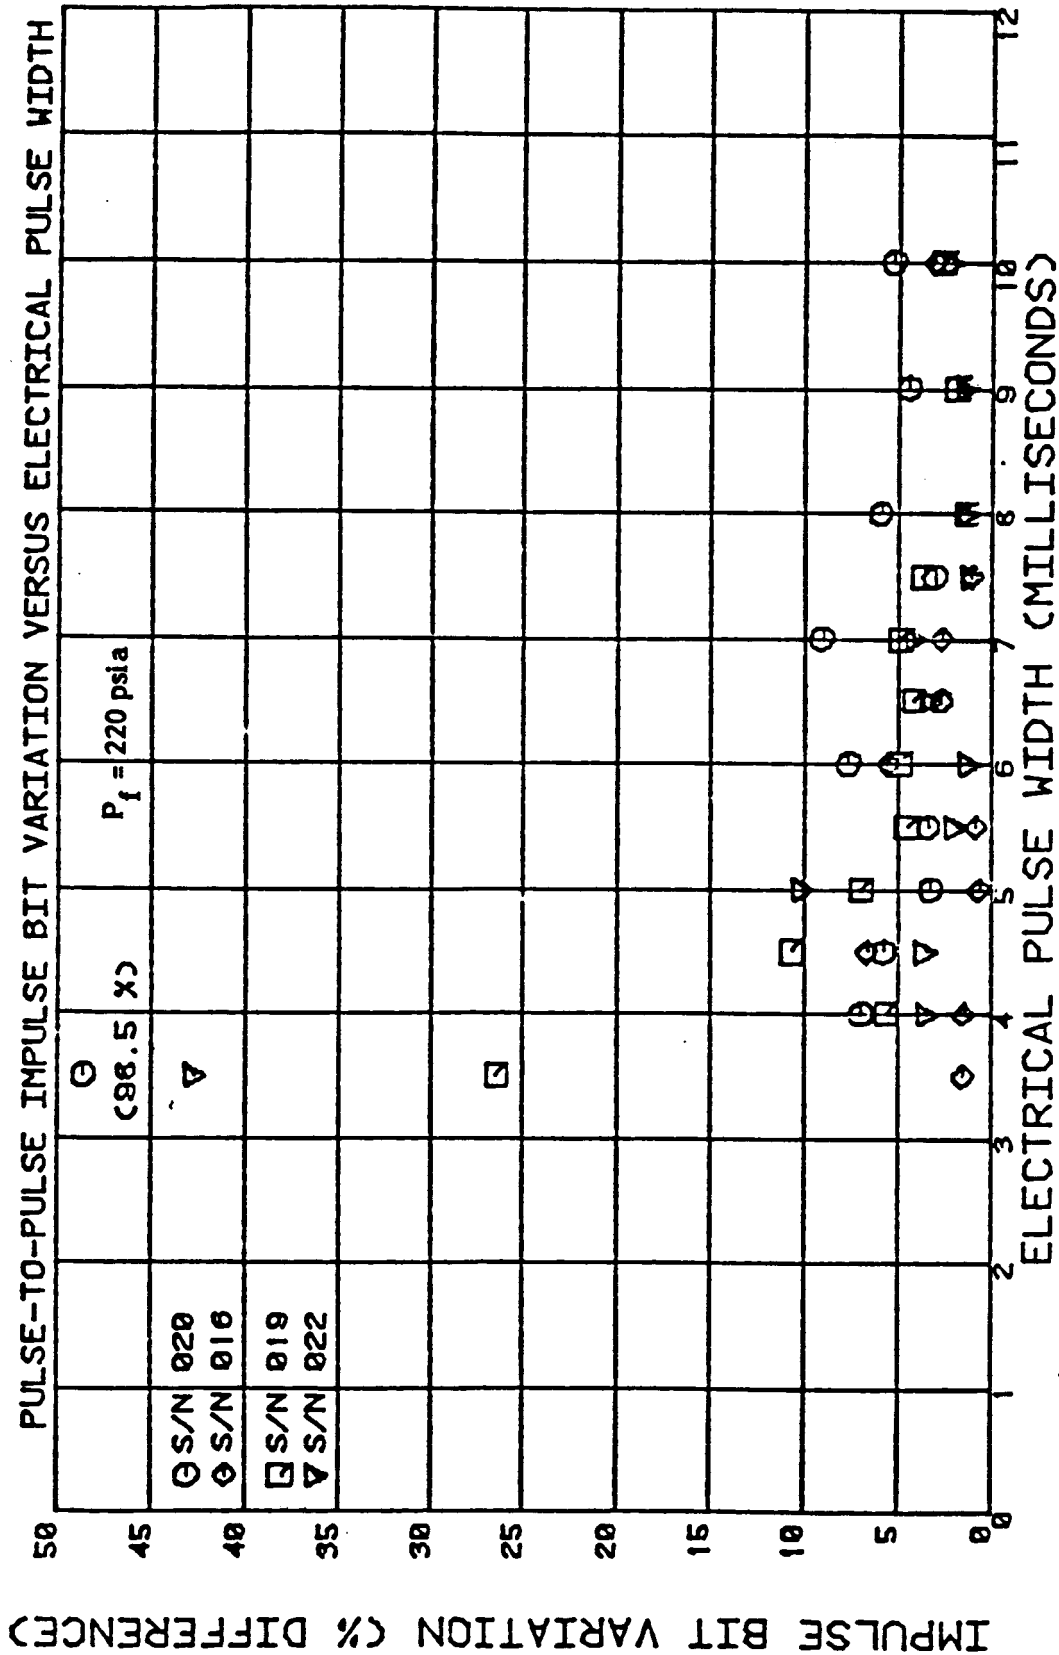 PULSE-TO-PULSE IMPULSE BIT VARIATION VERSUS ELECTRICAL PULSE WIDTH
P_f = 220 psia
(98.5 %)
S/N 020
S/N 016
S/N 019
S/N 022
50
45
40
35
30
25
20
15
10
5
0
IMPULSE BIT VARIATION (% DIFFERENCE)
0 1 2 3 4 5 6 7 8 9 10 11 12
ELECTRICAL PULSE WIDTH (MILLISECONDS)